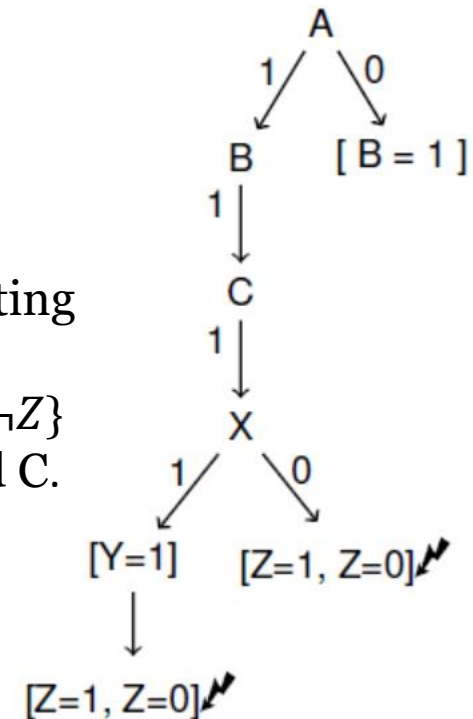 A
1 0
B [ B = 1 ]
1
C
1
X
1 0
[Y=1] [Z=1, Z=0]
[Z=1, Z=0]
ting
¬Z}
d C.